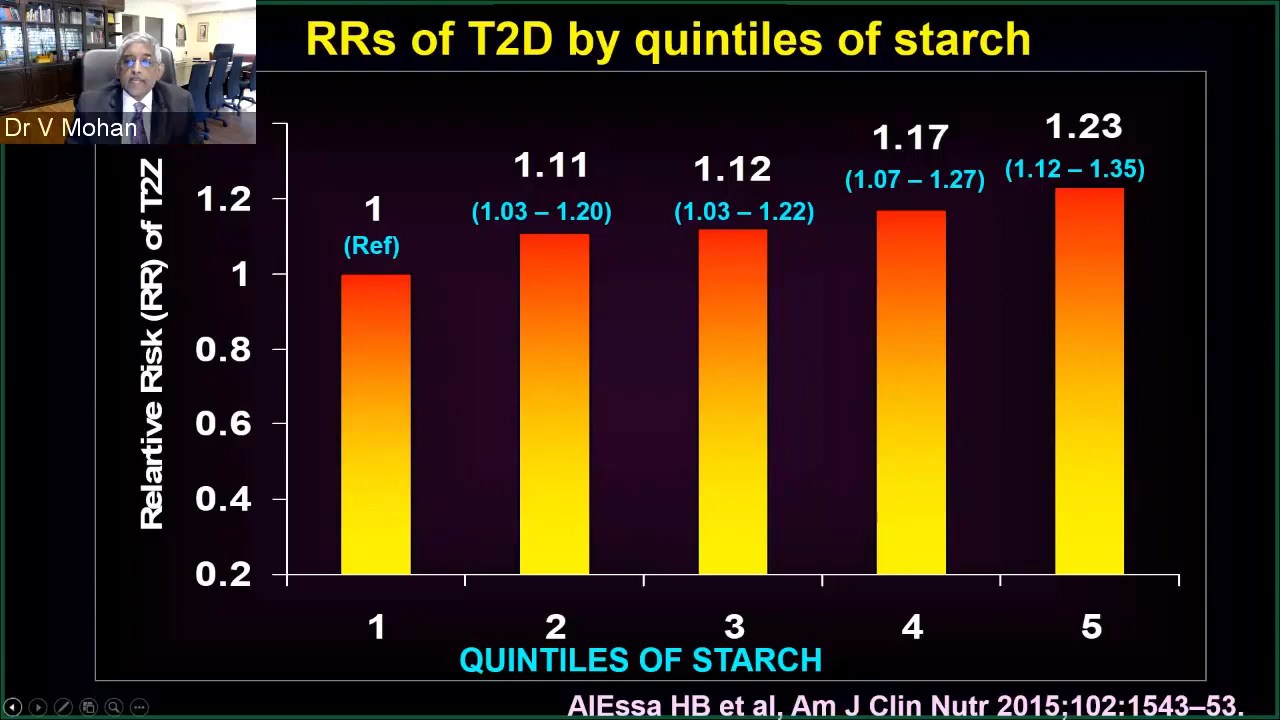 RRs of T2D by quintiles of starch
Dr V Mohan
Relartive Risk (RR) of T2Z
1.2
1
0.8
0.6
0.4
0.2
1
(Ref)
1.11
(1.03 – 1.20)
1.12
(1.03 – 1.22)
1.17
(1.07 – 1.27)
1.23
(1.12 – 1.35)
1 2 3 4 5
QUINTILES OF STARCH
AlEssa HB et al, Am J Clin Nutr 2015;102:1543–53.